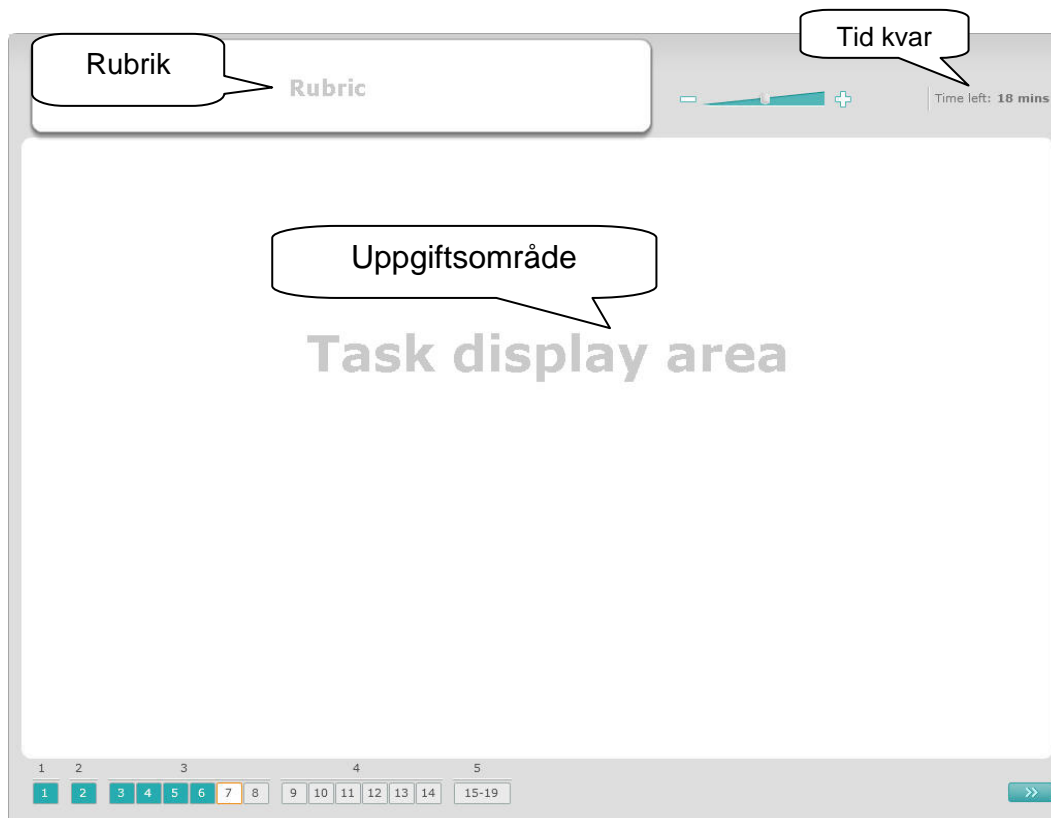 Tid kvar
Rubrik
Rubric
Time left: 18 mins
Uppgiftsområde
Task display area
1 2 3 4 5
1 2 3 4 5 6 7 8 9 10 11 12 13 14 15-19
>>